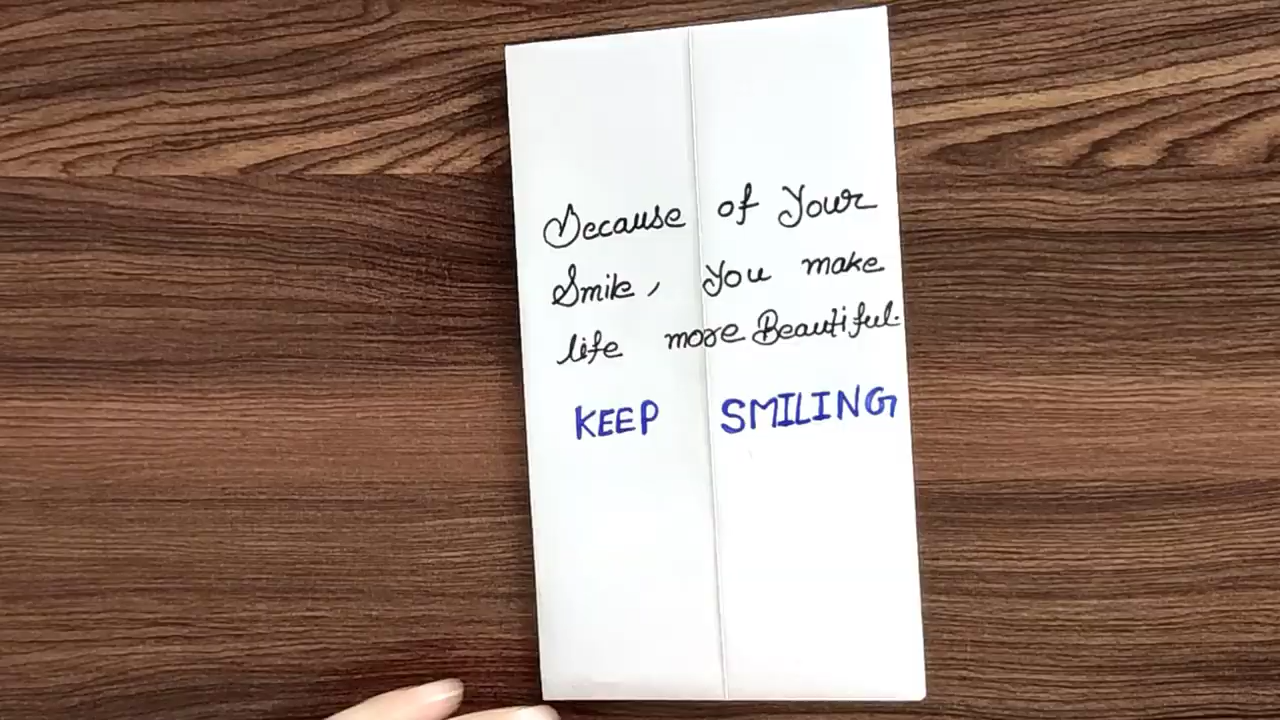 Because of Your
Smile, You make
life more Beautiful.
KEEP SMILING